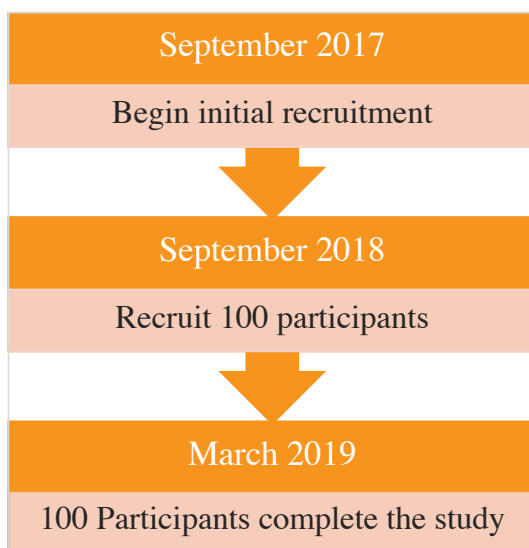 September 2017
Begin initial recruitment
September 2018
Recruit 100 participants
March 2019
100 Participants complete the study